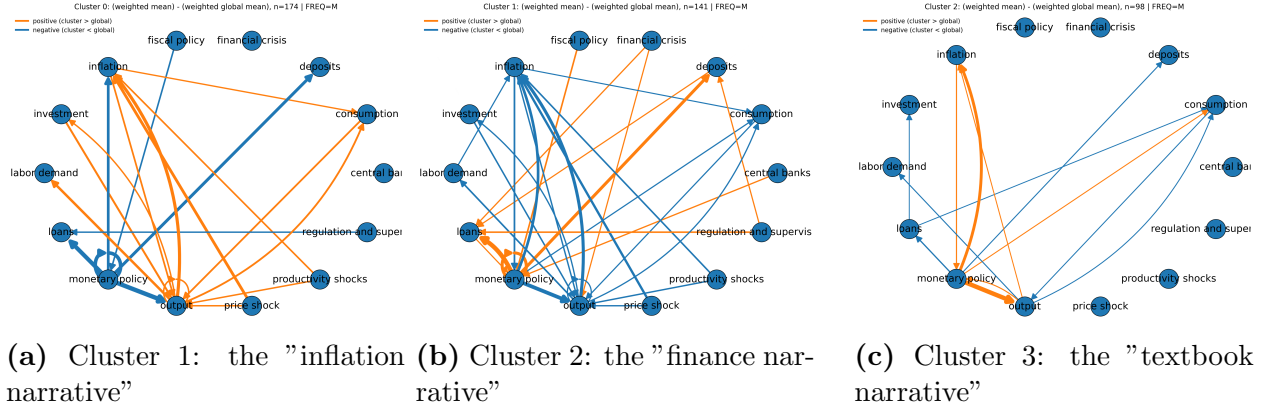 Cluster 0: (weighted mean) - (weighted global mean), n=174 | FREQ=M
positive (cluster > global)
negative (cluster < global)
fiscal policy
financial crisis
inflation
deposits
investment
consumption
labor demand
central bar
loans
regulation and super
monetary policy
productivity shocks
output
price shock
(a) Cluster 1: the "inflation
narrative"
Cluster 1: (weighted mean) - (weighted global mean), n=141 | FREQ=M
positive (cluster > global)
negative (cluster < global)
fiscal policy
financial crisis
inflation
deposits
investment
consumption
labor demand
central banks
loans
regulation and supervis
monetary policy
productivity shocks
output
price shock
(b) Cluster 2: the "finance nar-
rative"
Cluster 2: (weighted mean) - (weighted global mean), n=98 | FREQ=M
positive (cluster > global)
negative (cluster < global)
fiscal policy
financial crisis
inflation
deposits
investment
consumption
labor demand
central bar
loans
regulation and super
monetary policy
productivity shocks
output
price shock
(c) Cluster 3: the "textbook
narrative"